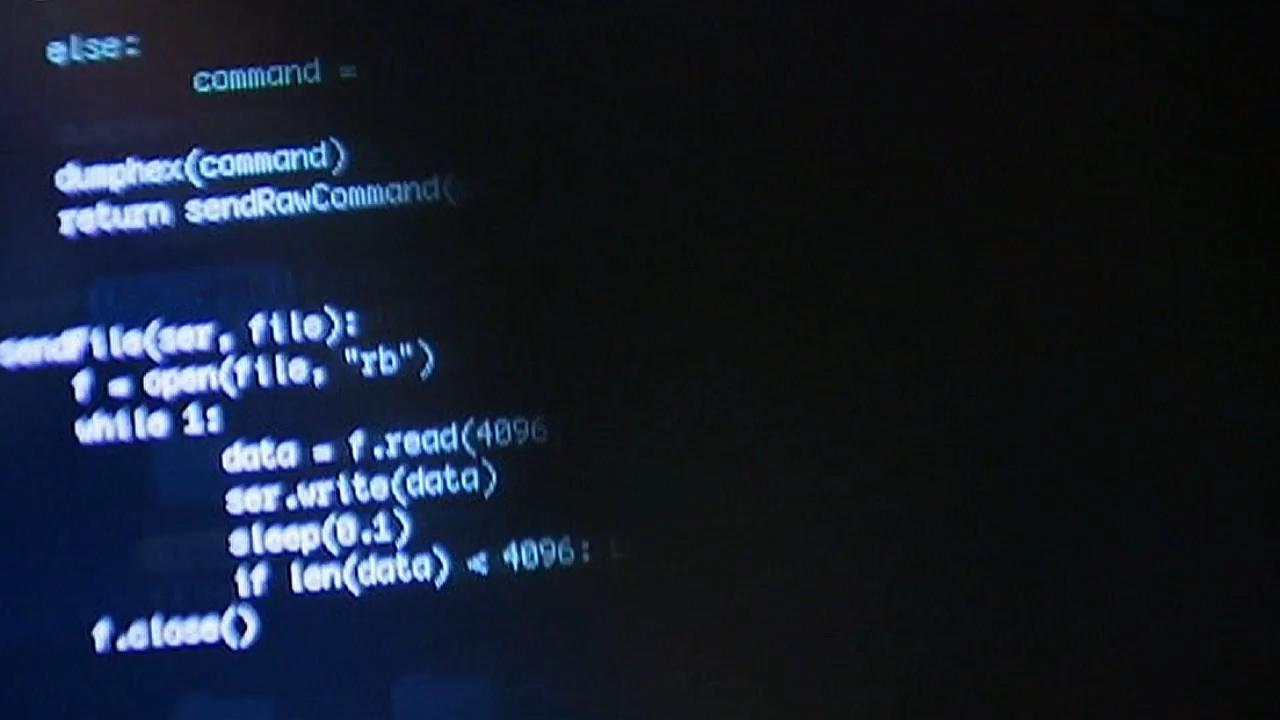 else:
command =
dumphex(command)
return sendRawCommand(
sendFile(ser, file):
f = open(file, "rb")
while 1:
data = f.read(4096
ser.write(data)
sleep(0.1)
if len(data) < 4096:
f.close()